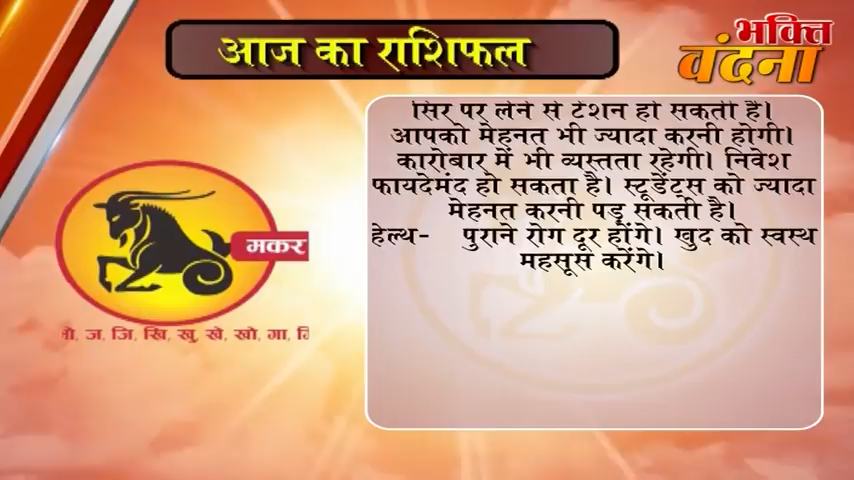 आज का राशिफल
भक्ति
वंदना
सिर पर लेने से टेंशन हो सकती है।
आपको मेहनत भी ज्यादा करनी होगी।
कारोबार में भी व्यस्तता रहेगी। निवेश
फायदेमंद हो सकता है। स्टूडेंट्स को ज्यादा
मेहनत करनी पड़ सकती है।
हेल्थ- पुराने रोग दूर होंगे। खुद को स्वस्थ
महसूस करेंगे।
मकर
ज, जि, खि, खु, खे, खो, गा,